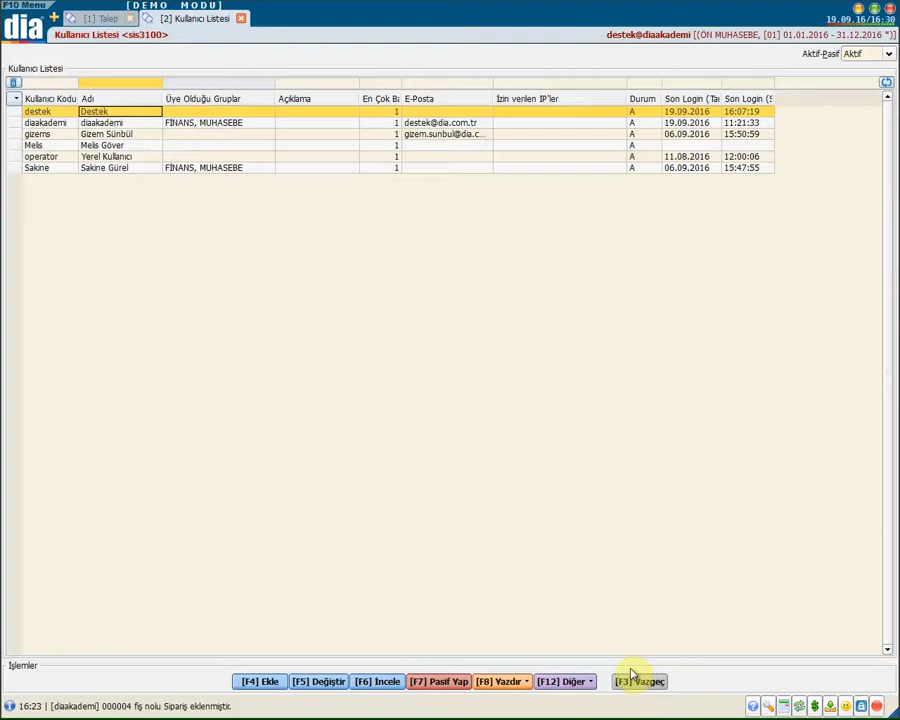 F10 Menu
[DEMO MODU]
[1] Talep
[2] Kullanıcı Listesi
dia
19.09.16/16:30
Kullanıcı Listesi <sis3100>
destek@diaakademi [(ÖN MUHASEBE, [01] 01.01.2016 - 31.12.2016 *)]
Aktif-Pasif Aktif
Kullanıcı Listesi
Kullanıcı Kodu Adı Üye Olduğu Gruplar Açıklama En Çok Ba E-Posta İzin verilen IP'ler Durum Son Login (Tar Son Login (S
destek Destek 1 A 19.09.2016 16:07:19
diaakademi diaakademi FİNANS, MUHASEBE 1 destek@dia.com.tr A 19.09.2016 11:21:33
gizems Gizem Sünbül 1 gizem.sunbul@dia.c... A 06.09.2016 15:50:59
Melis Melis Göver 1 A
operator Yerel Kullanıcı 1 A 11.08.2016 12:00:06
Sakine Sakine Gürel FİNANS, MUHASEBE 1 A 06.09.2016 15:47:55
İşlemler
[F4] Ekle [F5] Değiştir [F6] İncele [F7] Pasif Yap [F8] Yazdır [F12] Diğer [F3] Vazgeç
16:23 | [diaakademi] 000004 fiş nolu Sipariş eklenmiştir.